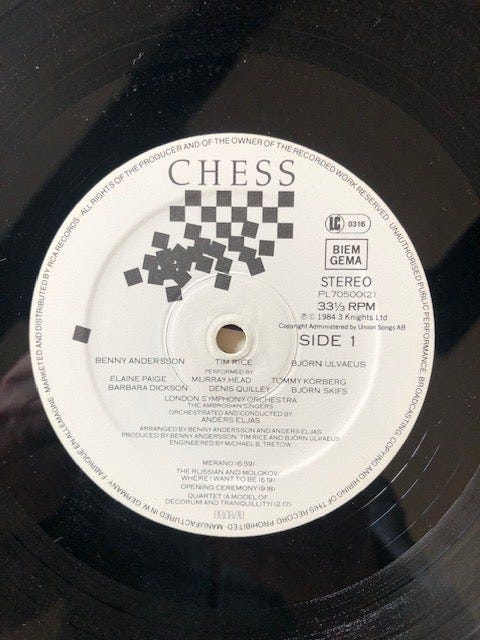 CHESS
LC 0316
BIEM
GEMA
STEREO
PL70500(2)
33⅓ RPM
Ⓟ © 1984 3 Knights Ltd
Copyright Administered by Union Songs AB
SIDE 1
BENNY ANDERSSON TIM RICE BJÖRN ULVAEUS
PERFORMED BY
ELAINE PAIGE MURRAY HEAD TOMMY KÖRBERG
BARBARA DICKSON DENIS QUILLEY BJÖRN SKIFS
LONDON SYMPHONY ORCHESTRA
THE AMBROSIAN SINGERS
ORCHESTRATED AND CONDUCTED BY
ANDERS ELJAS
ARRANGED BY BENNY ANDERSSON AND ANDERS ELJAS
PRODUCED BY BENNY ANDERSSON, TIM RICE AND BJÖRN ULVAEUS
ENGINEERED BY MICHAEL B. TRETOW
MERANO (6.59)
THE RUSSIAN AND MOLOKOV/
WHERE I WANT TO BE (6.19)
OPENING CEREMONY (9.18)
QUARTET (A MODEL OF
DECORUM AND TRANQUILLITY) (2.17)
MANUFACTURED IN W. GERMANY/FABRIQUE EN ALLEMAGNE. MARKETED AND DISTRIBUTED BY RCA RECORDS · ALL RIGHTS OF THE PRODUCER AND OF THE OWNER OF THE RECORDED WORK RESERVED · UNAUTHORISED PUBLIC PERFORMANCE, BROADCASTING, COPYING AND HIRING OF THIS RECORD PROHIBITED ·